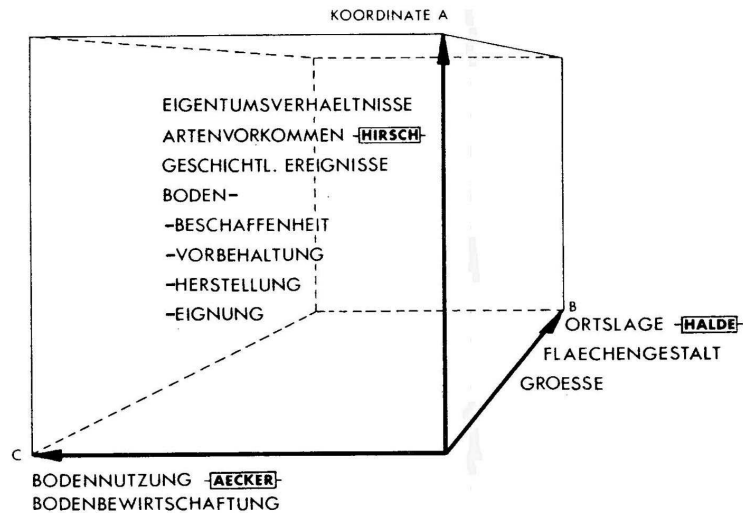 KOORDINATE A
EIGENTUMSVERHAELTNISSE
ARTENVORKOMMEN HIRSCH
GESCHICHTL. EREIGNISSE
BODEN-
-BESCHAFFENHEIT
-VORBEHALTUNG
-HERSTELLUNG
-EIGNUNG
B
ORTSLAGE HALDE
FLAECHENGESTALT
GROESSE
C
BODENNUTZUNG AECKER
BODENBEWIRTSCHAFTUNG